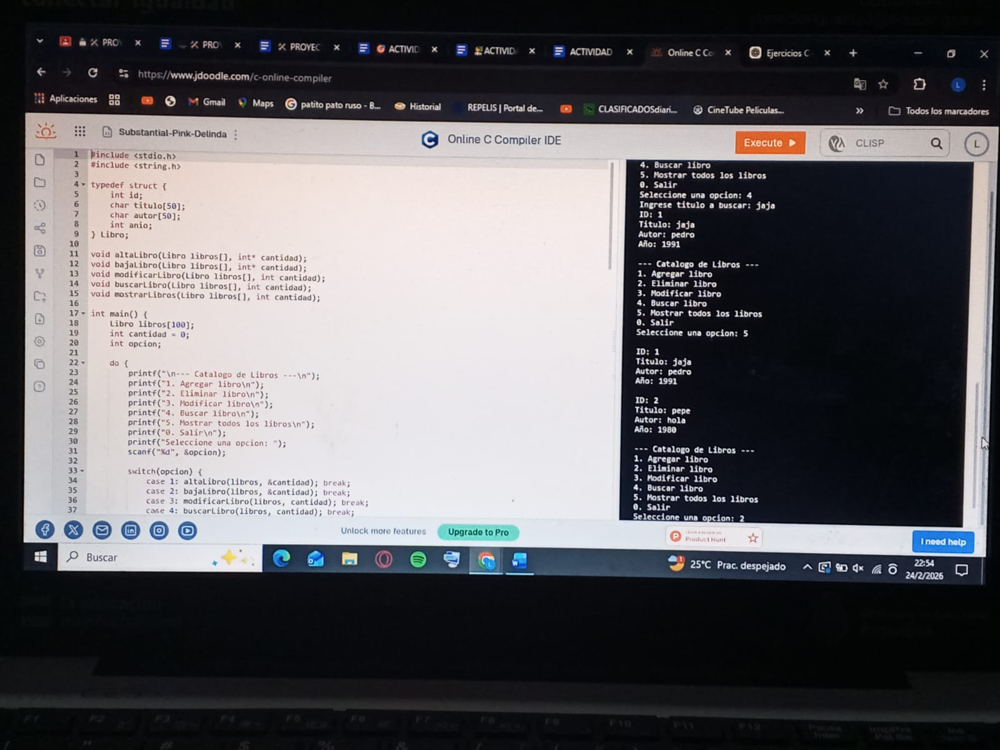 PRO
PRO
PROYEC
ACTIVID
ACTIVID
ACTIVIDAD
Online C Co
Ejercicios C
https://www.jdoodle.com/c-online-compiler
L
Aplicaciones
Gmail
Maps
patito pato ruso - B...
Historial
REPELIS | Portal de...
CLASIFICADOSdiari...
CineTube Peliculas...
»
Todos los marcadores
Substantial-Pink-Delinda
C
Online C Compiler IDE
Execute
CLISP
L
1 #include <stdio.h>
2 #include <string.h>
3
4 typedef struct {
5 int id;
6 char titulo[50];
7 char autor[50];
8 int anio;
9 } Libro;
10
11 void altaLibro(Libro libros[], int* cantidad);
12 void bajaLibro(Libro libros[], int* cantidad);
13 void modificarLibro(Libro libros[], int cantidad);
14 void buscarLibro(Libro libros[], int cantidad);
15 void mostrarLibros(Libro libros[], int cantidad);
16
17 int main() {
18 Libro libros[100];
19 int cantidad = 0;
20 int opcion;
21
22 do {
23 printf("\n--- Catalogo de Libros ---\n");
24 printf("1. Agregar libro\n");
25 printf("2. Eliminar libro\n");
26 printf("3. Modificar libro\n");
27 printf("4. Buscar libro\n");
28 printf("5. Mostrar todos los libros\n");
29 printf("0. Salir\n");
30 printf("Seleccione una opcion: ");
31 scanf("%d", &opcion);
32
33 switch(opcion) {
34 case 1: altaLibro(libros, &cantidad); break;
35 case 2: bajaLibro(libros, &cantidad); break;
36 case 3: modificarLibro(libros, cantidad); break;
37 case 4: buscarLibro(libros, cantidad); break;
4. Buscar libro
5. Mostrar todos los libros
0. Salir
Seleccione una opcion: 4
Ingrese titulo a buscar: jaja
ID: 1
Titulo: jaja
Autor: pedro
Año: 1991
--- Catalogo de Libros ---
1. Agregar libro
2. Eliminar libro
3. Modificar libro
4. Buscar libro
5. Mostrar todos los libros
0. Salir
Seleccione una opcion: 5
ID: 1
Titulo: jaja
Autor: pedro
Año: 1991
ID: 2
Titulo: pepe
Autor: hola
Año: 1980
--- Catalogo de Libros ---
1. Agregar libro
2. Eliminar libro
3. Modificar libro
4. Buscar libro
5. Mostrar todos los libros
0. Salir
Seleccione una opcion: 2
Unlock more features
Upgrade to Pro
Product Hunt
I need help
Buscar
25°C Prac. despejado
22:54
24/2/2026
F1 F2 F3 F4 F5 F6 F7 F8 F9 F10 F11 F12